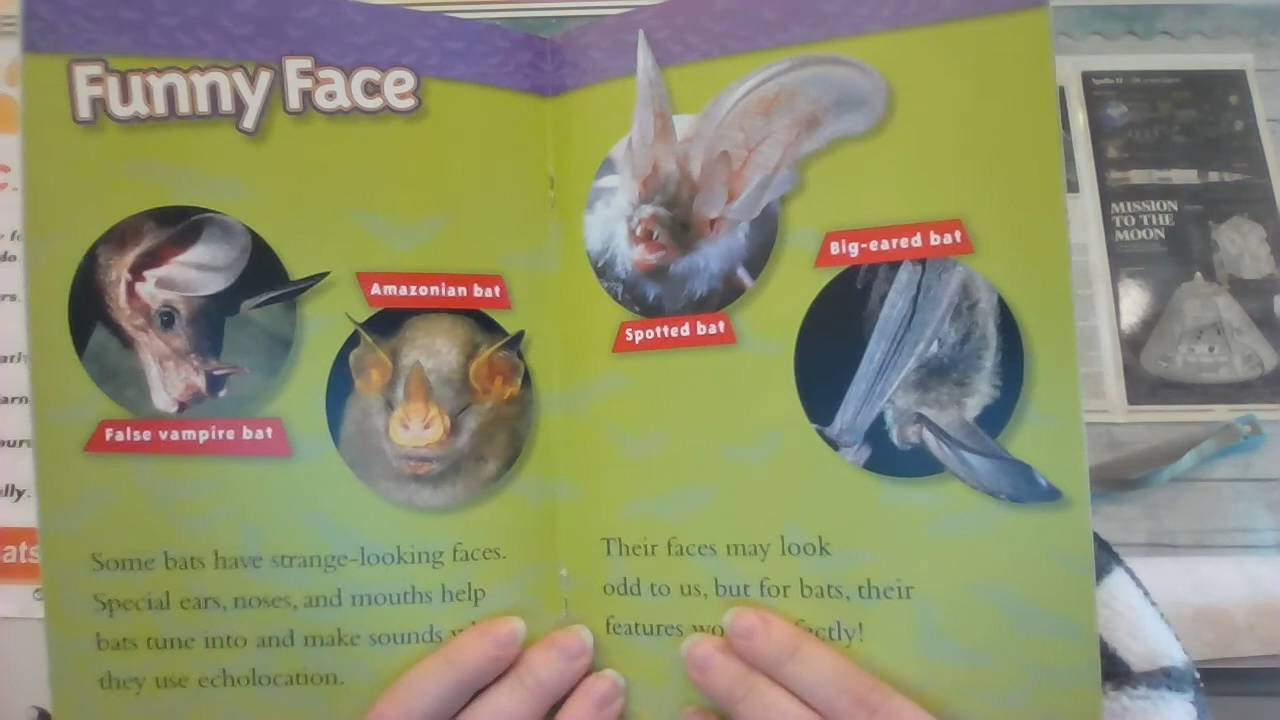 Funny Face
False vampire bat
Amazonian bat
Some bats have strange-looking faces.
Special ears, noses, and mouths help
bats tune into and make sounds
they use echolocation.
Spotted bat
Big-eared bat
Their faces may look
odd to us, but for bats, their
features
MISSION
TO THE
MOON